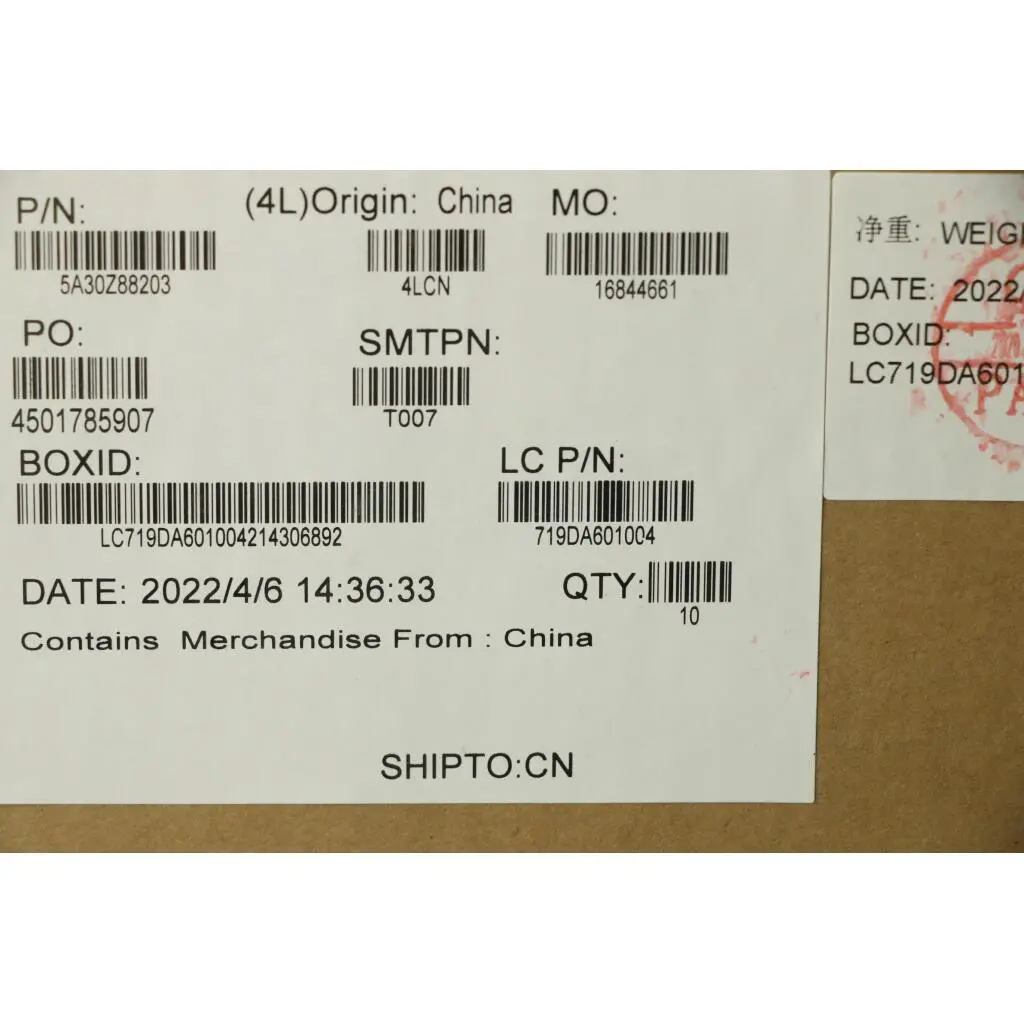 P/N:
5A30Z88203
(4L)Origin: China
4LCN
MO:
16844661
PO:
4501785907
SMTPN:
T007
BOXID:
LC719DA601004214306892
LC P/N:
719DA601004
DATE: 2022/4/6 14:36:33
QTY:
10
Contains Merchandise From : China
SHIPTO:CN
净重: WEIG
DATE: 2022/
BOXID:
LC719DA601
PA